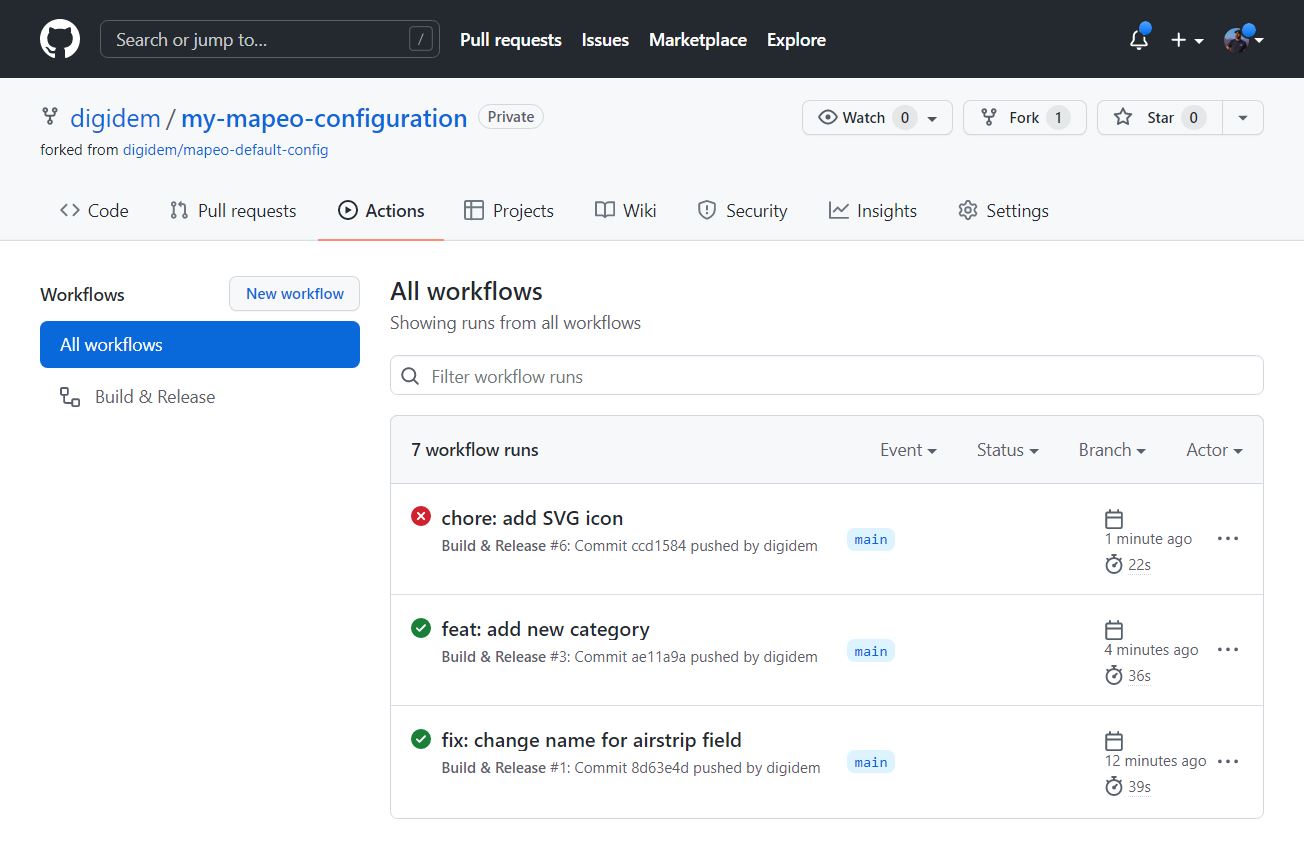 Search or jump to... / Pull requests Issues Marketplace Explore
digidem / my-mapeo-configuration Private Watch 0 Fork 1 Star 0
forked from digidem/mapeo-default-config
Code Pull requests Actions Projects Wiki Security Insights Settings
Workflows New workflow
All workflows
Build & Release
All workflows
Showing runs from all workflows
Filter workflow runs
7 workflow runs Event Status Branch Actor
chore: add SVG icon
Build & Release #6: Commit ccd1584 pushed by digidem
main
1 minute ago
22s
feat: add new category
Build & Release #3: Commit ae11a9a pushed by digidem
main
4 minutes ago
36s
fix: change name for airstrip field
Build & Release #1: Commit 8d63e4d pushed by digidem
main
12 minutes ago
39s